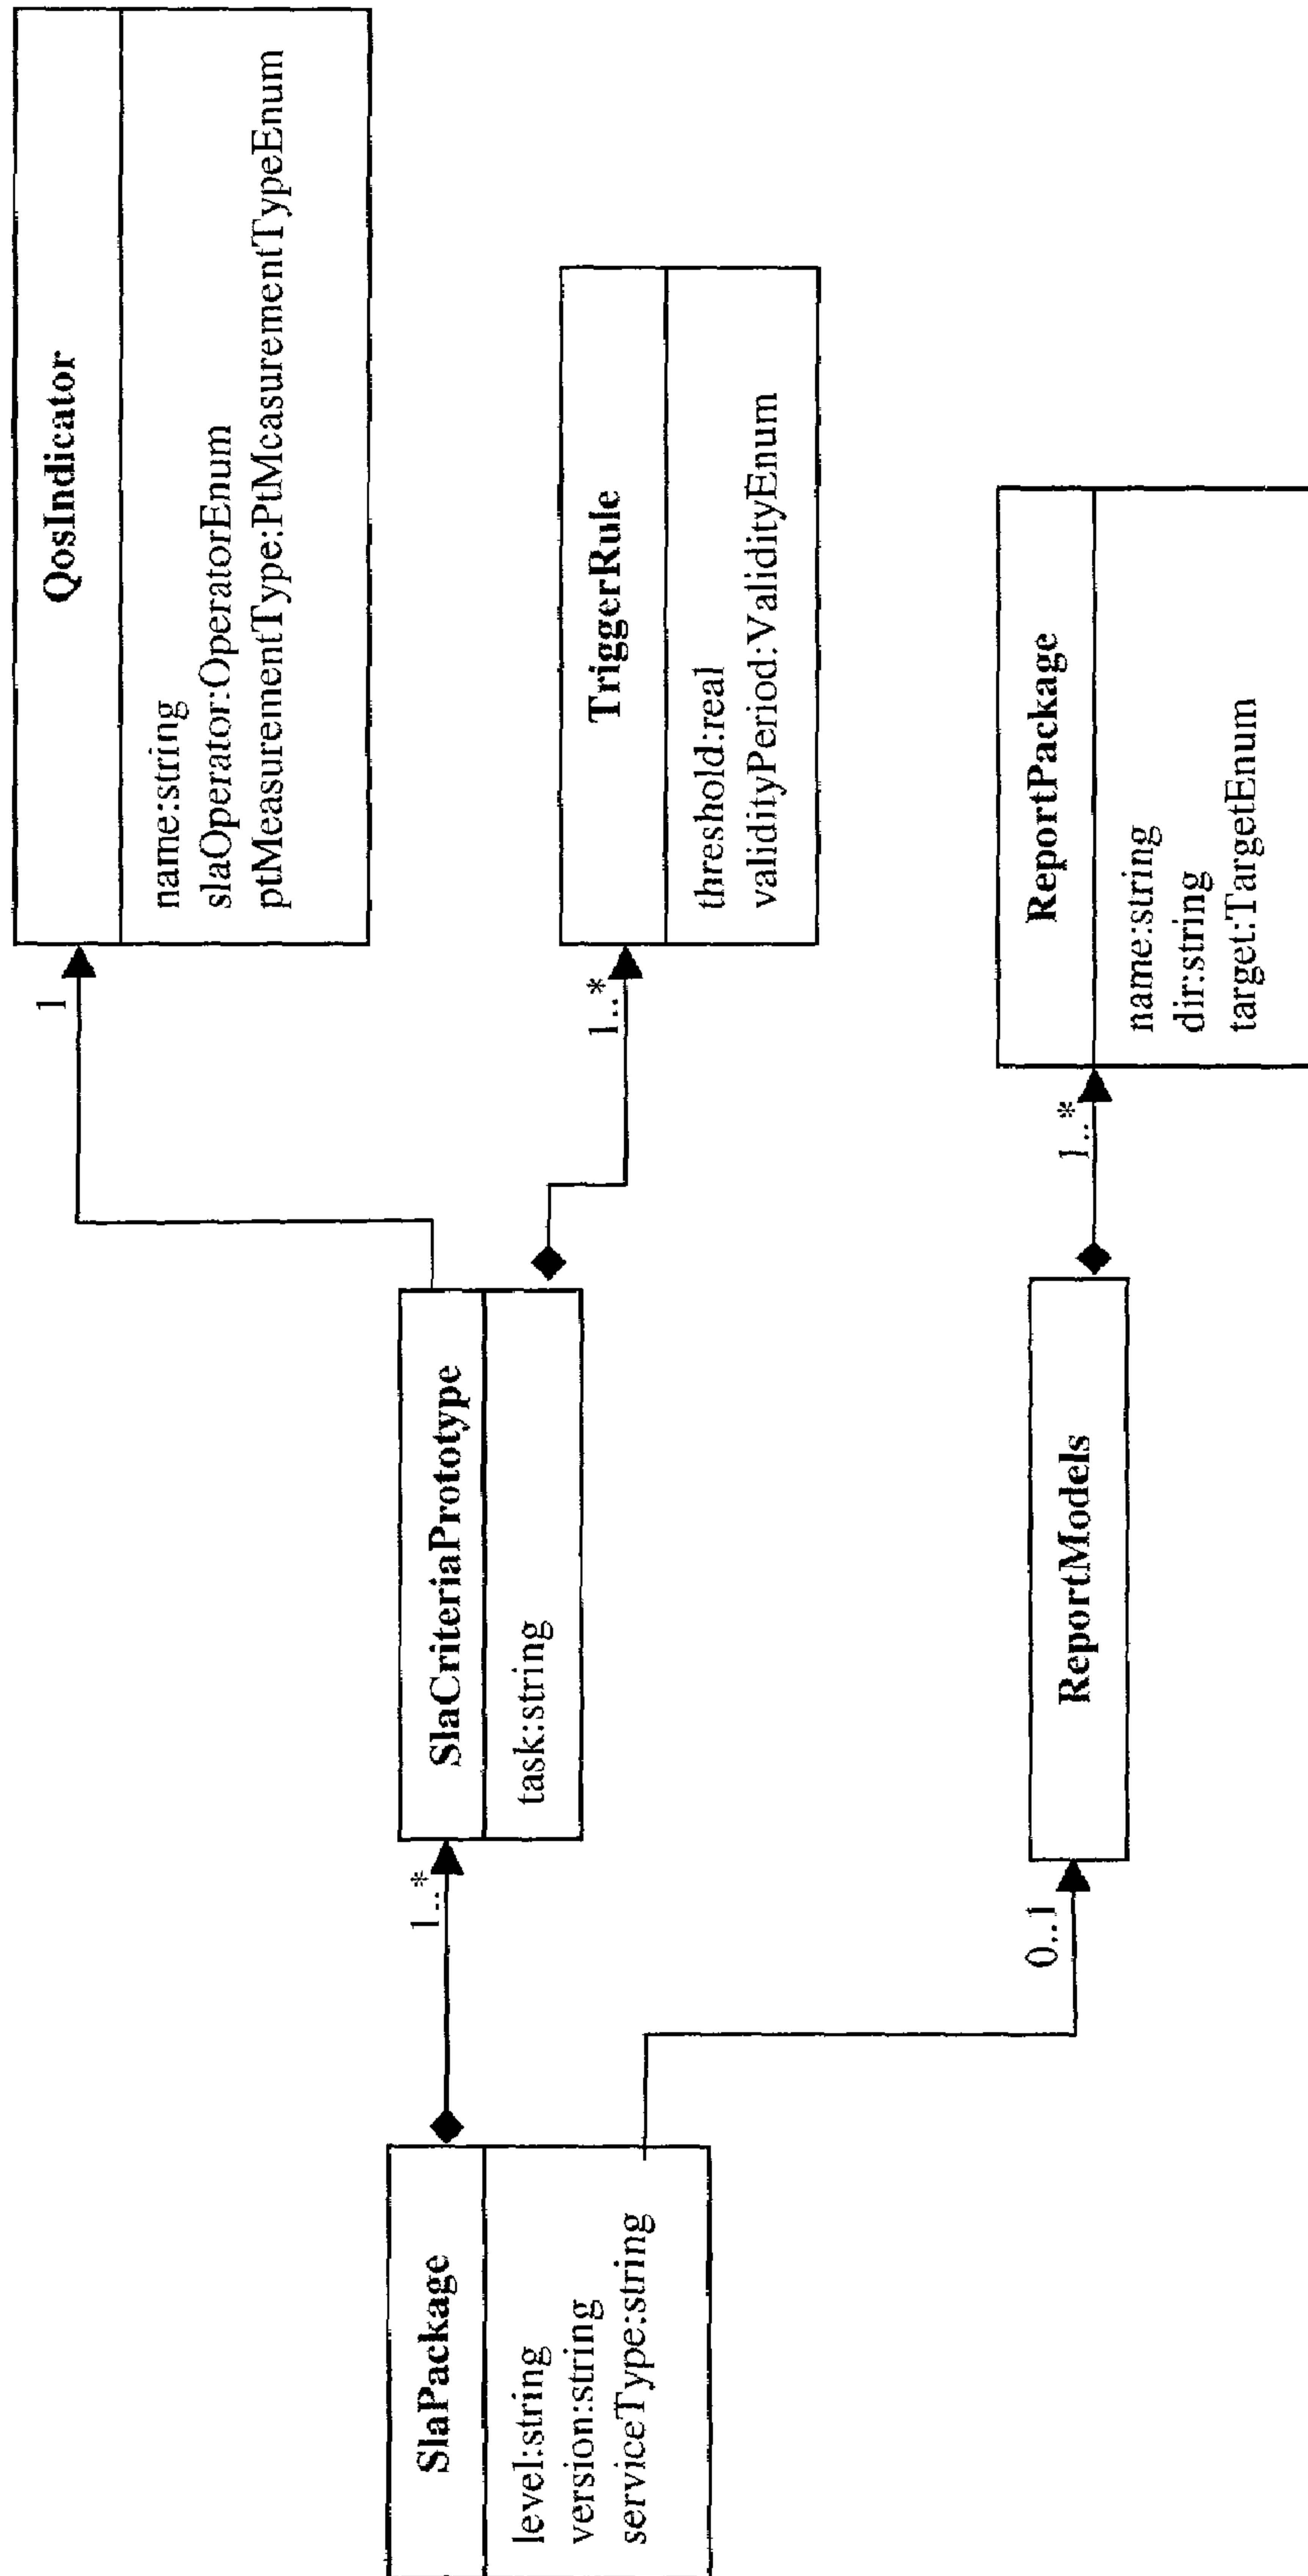 SlaPackage
level:string
version:string
serviceType:string
1..*
0..1
SlaCriteriaPrototype
task:string
ReportModels
1
1..*
1..*
QosIndicator
name:string
slaOperator:OperatorEnum
ptMeasurementType:PtMeasurementTypeEnum
TriggerRule
threshold:real
validityPeriod:ValidityEnum
ReportPackage
name:string
dir:string
target:TargetEnum